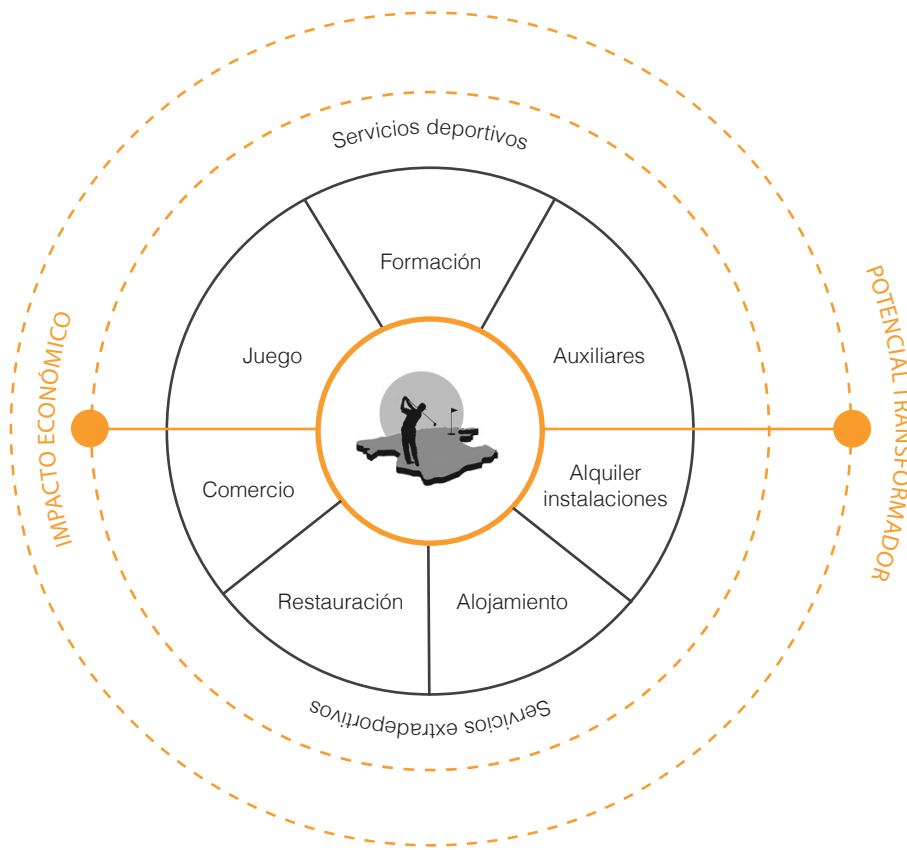 Servicios deportivos
Formación
Juego
Auxiliares
IMPACTO ECONÓMICO
POTENCIAL TRANSFORMADOR
Comercio
Alquiler
instalaciones
Restauración
Alojamiento
Servicios extradeportivos